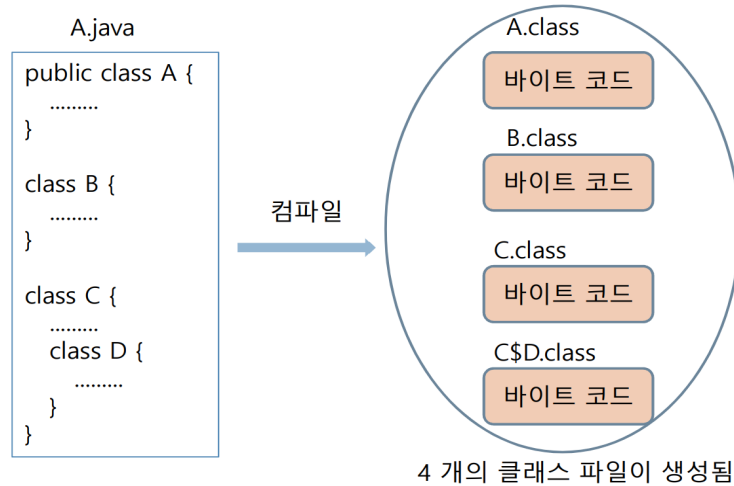 A.java
public class A {
.........
}
class B {
.........
}
class C {
.........
class D {
.........
}
}
컴파일
A.class
바이트 코드
B.class
바이트 코드
C.class
바이트 코드
C$D.class
바이트 코드
4 개의 클래스 파일이 생성됨